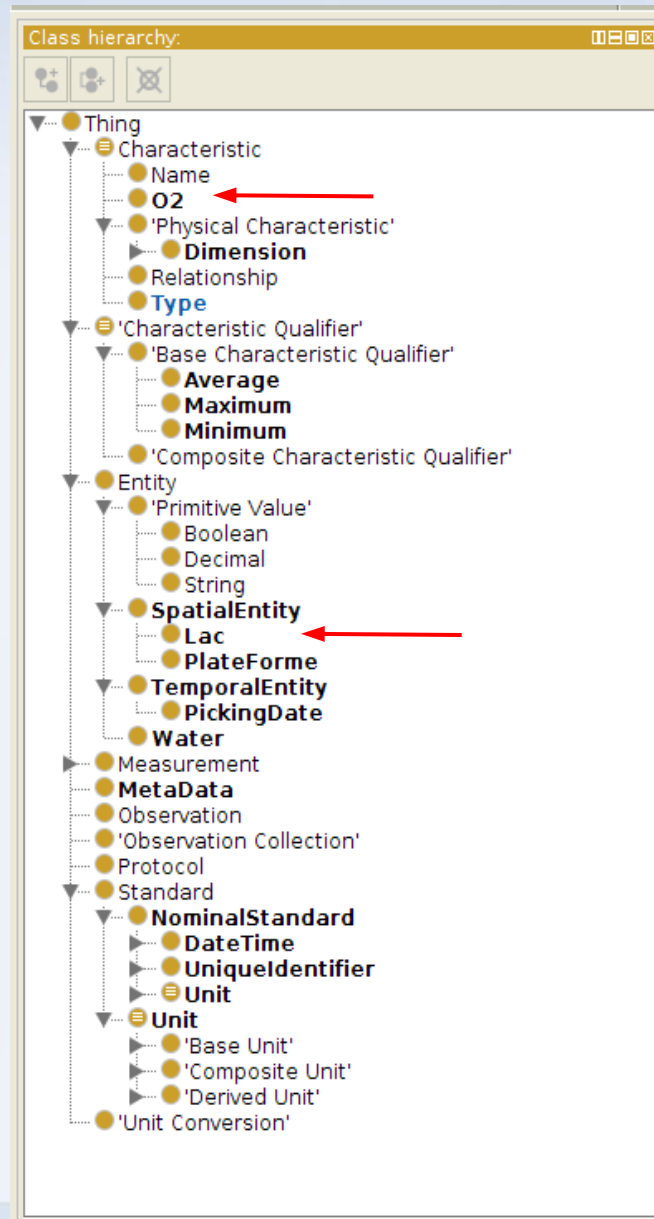 Class hierarchy:
Thing
Characteristic
Name
O2
'Physical Characteristic'
Dimension
Relationship
Type
'Characteristic Qualifier'
'Base Characteristic Qualifier'
Average
Maximum
Minimum
'Composite Characteristic Qualifier'
Entity
'Primitive Value'
Boolean
Decimal
String
SpatialEntity
Lac
PlateForme
TemporalEntity
PickingDate
Water
Measurement
MetaData
Observation
'Observation Collection'
Protocol
Standard
NominalStandard
DateTime
UniqueIdentifier
Unit
Unit
'Base Unit'
'Composite Unit'
'Derived Unit'
'Unit Conversion'